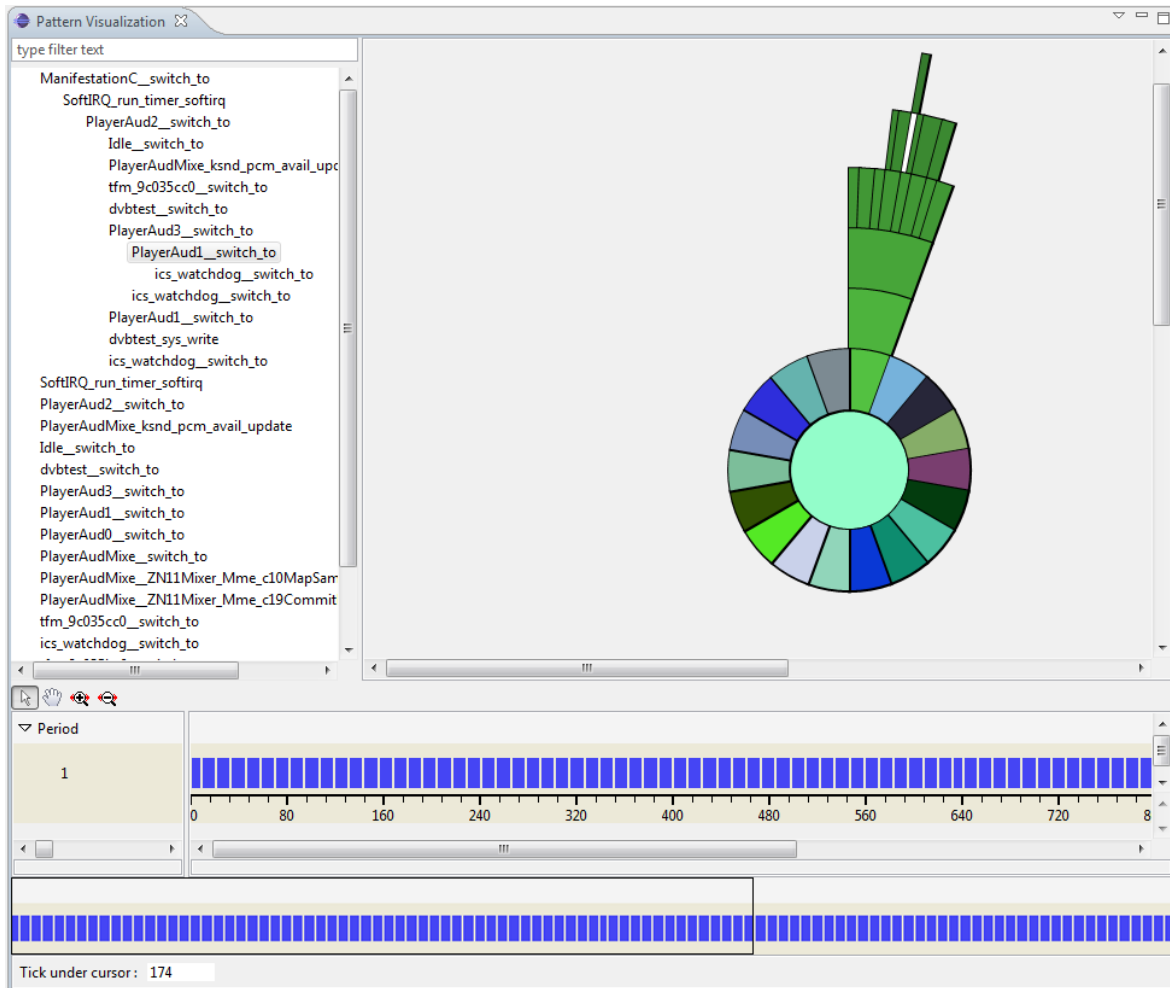 Pattern Visualization
type filter text
ManifestationC__switch_to
SoftIRQ_run_timer_softirq
PlayerAud2__switch_to
Idle__switch_to
PlayerAudMixe_ksnd_pcm_avail_upd
tfm_9c035cc0__switch_to
dvbtest__switch_to
PlayerAud3__switch_to
PlayerAud1__switch_to
ics_watchdog__switch_to
ics_watchdog__switch_to
PlayerAud1__switch_to
dvbtest_sys_write
ics_watchdog__switch_to
SoftIRQ_run_timer_softirq
PlayerAud2__switch_to
PlayerAudMixe_ksnd_pcm_avail_update
Idle__switch_to
dvbtest__switch_to
PlayerAud3__switch_to
PlayerAud1__switch_to
PlayerAud0__switch_to
PlayerAudMixe__switch_to
PlayerAudMixe__ZN11Mixer_Mme_c10MapSam
PlayerAudMixe__ZN11Mixer_Mme_c19Commit
tfm_9c035cc0__switch_to
ics_watchdog__switch_to
Period
1
0 80 160 240 320 400 480 560 640 720 8
Tick under cursor : 174